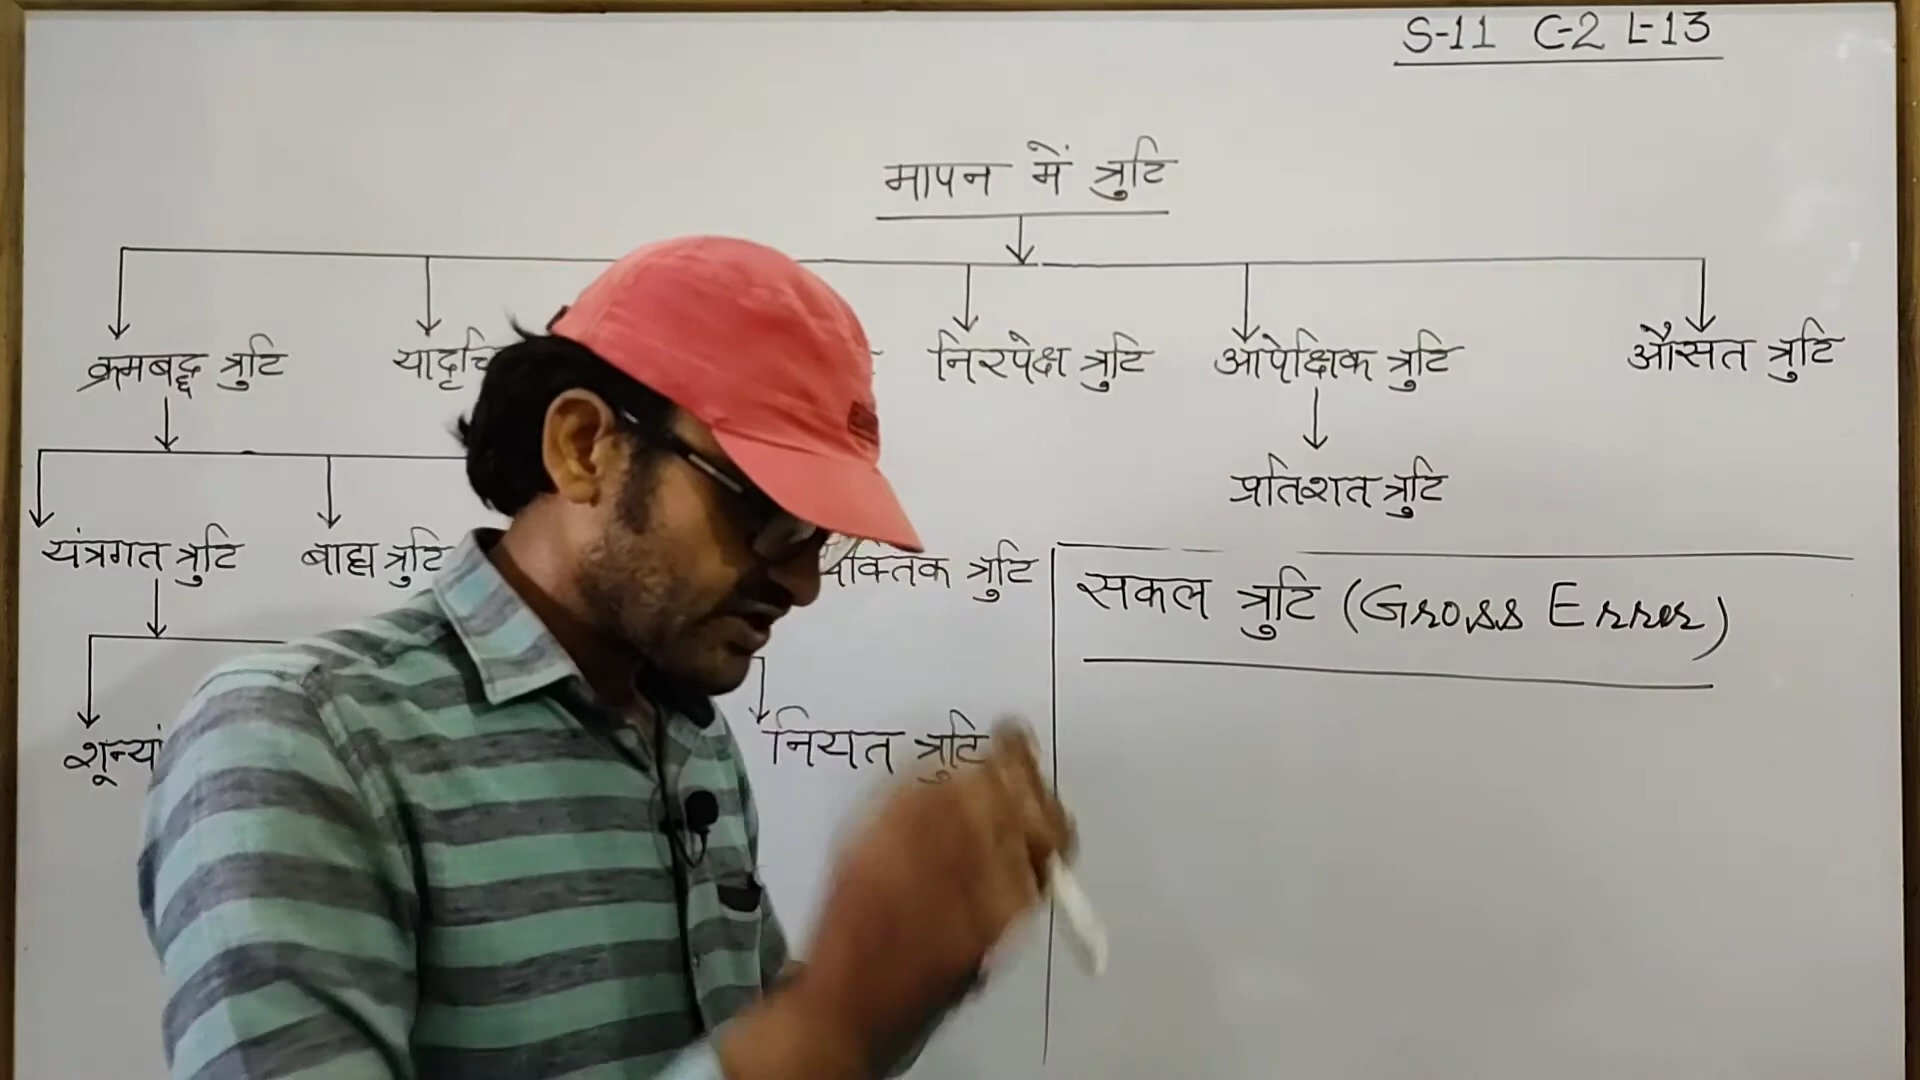 S-11 C-2 L-13
मापन में त्रुटि
क्रमबद्ध त्रुटि निरपेक्ष त्रुटि आपेक्षिक त्रुटि औसत त्रुटि
प्रतिशत त्रुटि
यंत्रगत त्रुटि बाह्य त्रुटि त्रुटि
सकल त्रुटि (Gross Error)
नियत त्रुटि